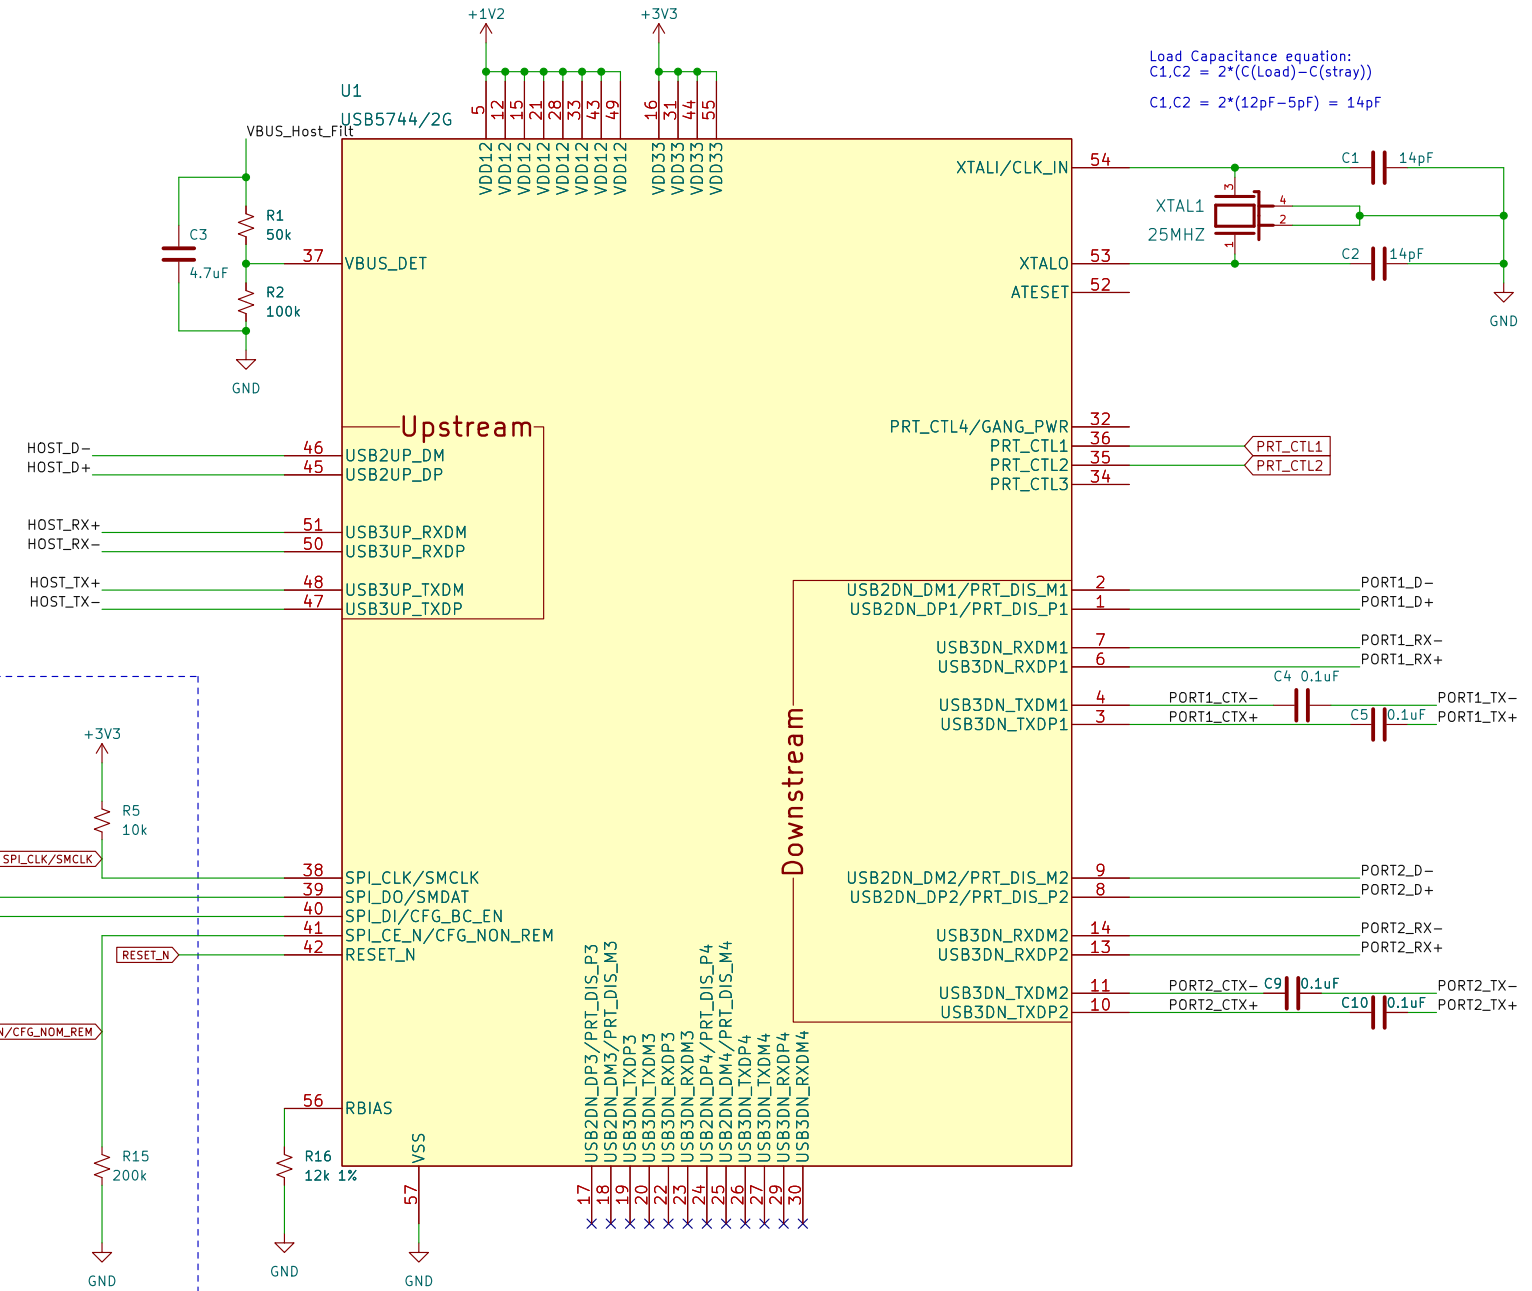 +1V2
+3V3
Load Capacitance equation:
C1,C2 = 2*(C(Load)-C(stray))
C1,C2 = 2*(12pF-5pF) = 14pF
U1
USB5744/2G
5
12
15
21
28
33
43
49
16
31
44
55
VDD12
VDD12
VDD12
VDD12
VDD12
VDD12
VDD12
VDD12
VDD33
VDD33
VDD33
VDD33
VBUS_Host_Filt
R1
50k
C3
4.7uF
R2
100k
GND
37
VBUS_DET
XTALI/CLK_IN
54
C1
14pF
XTAL1
25MHZ
3
4
2
1
XTALO
53
C2
14pF
ATESET
52
GND
Upstream
HOST_D-
46
USB2UP_DM
HOST_D+
45
USB2UP_DP
HOST_RX+
51
USB3UP_RXDM
HOST_RX-
50
USB3UP_RXDP
HOST_TX+
48
USB3UP_TXDM
HOST_TX-
47
USB3UP_TXDP
PRT_CTL4/GANG_PWR
32
PRT_CTL1
36
PRT_CTL1
PRT_CTL2
35
PRT_CTL2
PRT_CTL3
34
Downstream
USB2DN_DM1/PRT_DIS_M1
2
PORT1_D-
USB2DN_DP1/PRT_DIS_P1
1
PORT1_D+
USB3DN_RXDM1
7
PORT1_RX-
USB3DN_RXDP1
6
PORT1_RX+
USB3DN_TXDM1
4
PORT1_CTX-
C4 0.1uF
PORT1_TX-
USB3DN_TXDP1
3
PORT1_CTX+
C5 0.1uF
PORT1_TX+
USB2DN_DM2/PRT_DIS_M2
9
PORT2_D-
USB2DN_DP2/PRT_DIS_P2
8
PORT2_D+
USB3DN_RXDM2
14
PORT2_RX-
USB3DN_RXDP2
13
PORT2_RX+
USB3DN_TXDM2
11
PORT2_CTX-
C9 0.1uF
PORT2_TX-
USB3DN_TXDP2
10
PORT2_CTX+
C10 0.1uF
PORT2_TX+
+3V3
R5
10k
SPI_CLK/SMCLK
38
SPI_CLK/SMCLK
39
SPI_DO/SMDAT
40
SPI_DI/CFG_BC_EN
41
SPI_CE_N/CFG_NON_REM
RESET_N
42
RESET_N
N/CFG_NOM_REM
R15
200k
GND
56
RBIAS
R16
12k 1%
GND
VSS
57
GND
USB2DN_DP3/PRT_DIS_P3
USB2DN_DM3/PRT_DIS_M3
USB3DN_TXDP3
USB3DN_TXDM3
USB3DN_RXDP3
USB3DN_RXDM3
USB2DN_DP4/PRT_DIS_P4
USB2DN_DM4/PRT_DIS_M4
USB3DN_TXDP4
USB3DN_TXDM4
USB3DN_RXDP4
USB3DN_RXDM4
17
18
19
20
22
23
24
25
26
27
29
30